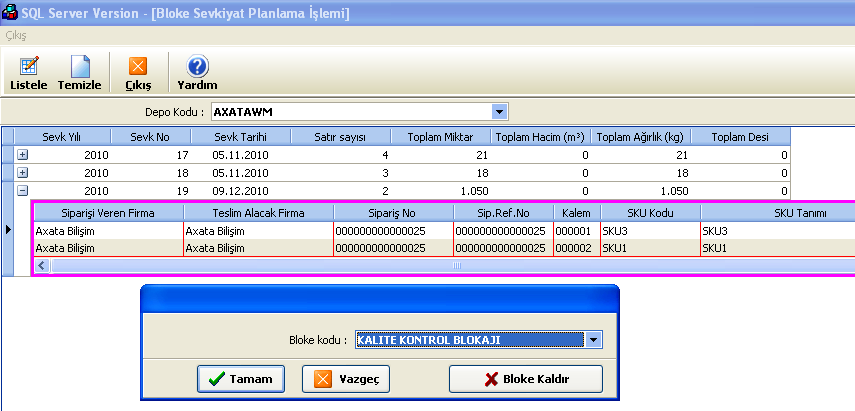 SQL Server Version - [Bloke Sevkiyat Planlama İşlemi]
Çıkış
Listele Temizle Çıkış Yardım
Depo Kodu : AXATAWM
Sevk Yılı Sevk No Sevk Tarihi Satır sayısı Toplam Miktar Toplam Hacim (m³) Toplam Ağırlık (kg) Toplam Desi
2010 17 05.11.2010 4 21 0 21 0
2010 18 05.11.2010 3 18 0 18 0
2010 19 09.12.2010 2 1.050 0 1.050 0
Siparişi Veren Firma Teslim Alacak Firma Sipariş No Sip.Ref.No Kalem SKU Kodu SKU Tanımı
Axata Bilişim Axata Bilişim 000000000000025 000000000000025 000001 SKU3 SKU3
Axata Bilişim Axata Bilişim 000000000000025 000000000000025 000002 SKU1 SKU1
Bloke kodu : KALITE KONTROL BLOKAJI
Tamam Vazgeç Bloke Kaldır